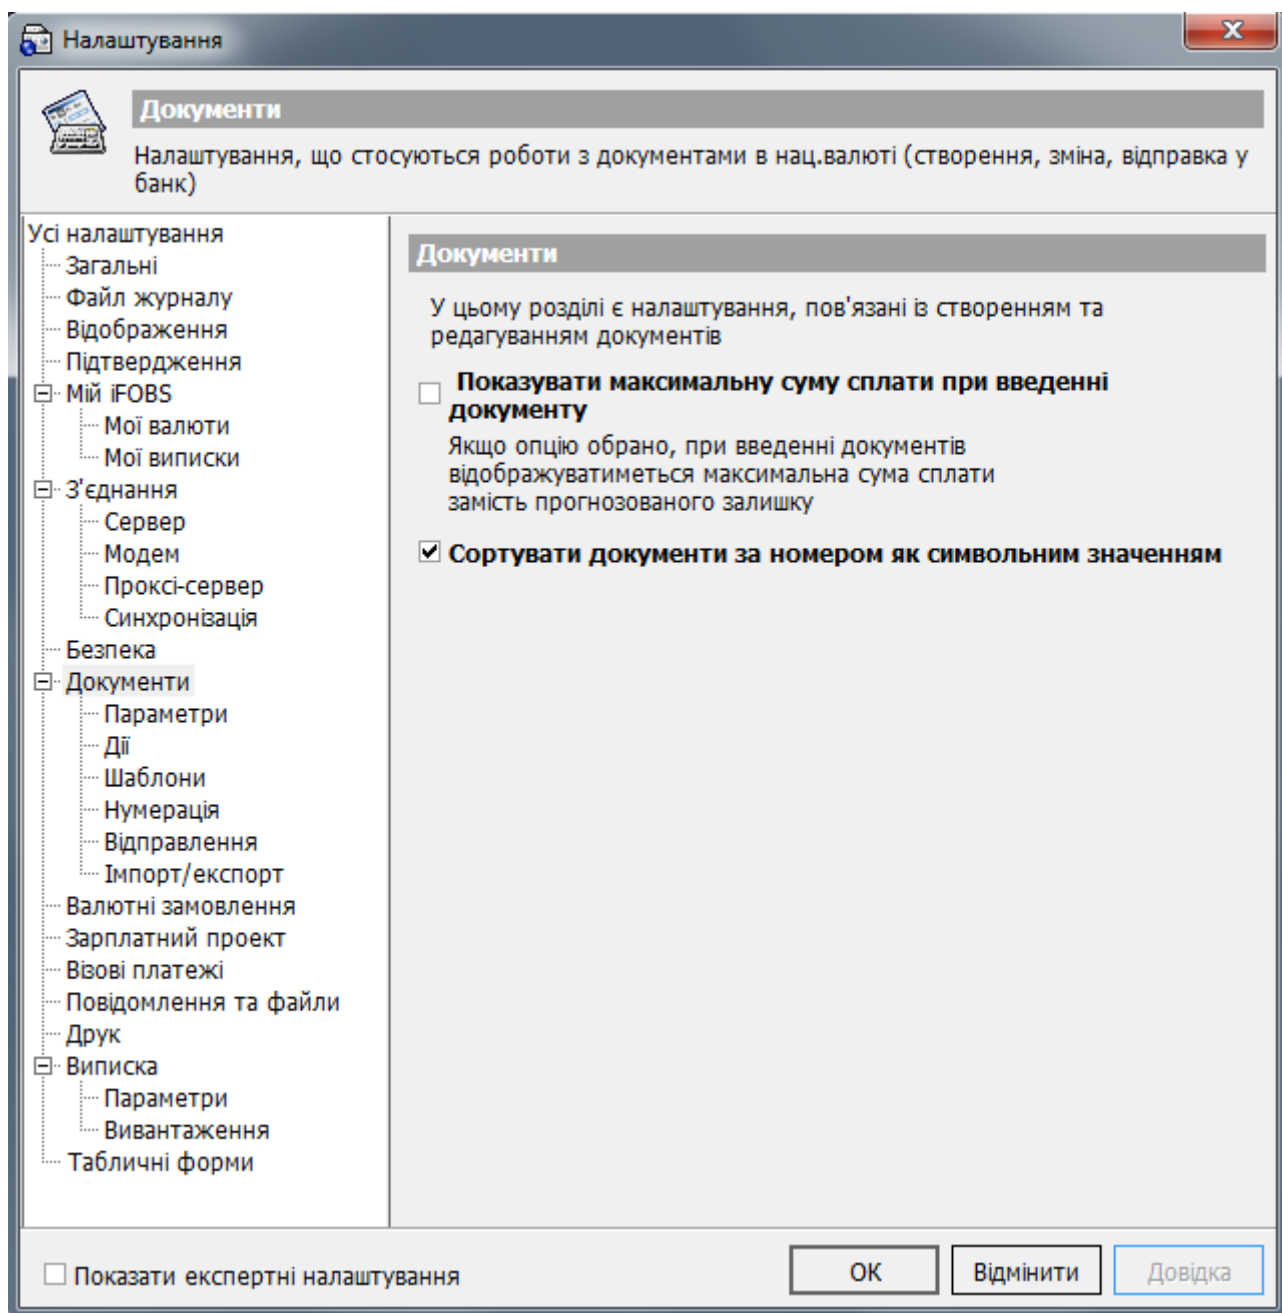 Налаштування
Документи
Налаштування, що стосуються роботи з документами в нац.валюті (створення, зміна, відправка у
банк)
Усі налаштування
Загальні
Файл журналу
Відображення
Підтвердження
Мій iFOBS
Мої валюти
Мої виписки
З'єднання
Сервер
Модем
Проксі-сервер
Синхронізація
Безпека
Документи
Параметри
Дії
Шаблони
Нумерація
Відправлення
Імпорт/експорт
Валютні замовлення
Зарплатний проект
Візові платежі
Повідомлення та файли
Друк
Виписка
Параметри
Вивантаження
Табличні форми
Документи
У цьому розділі є налаштування, пов'язані із створенням та
редагуванням документів
Показувати максимальну суму сплати при введенні
документу
Якщо опцію обрано, при введенні документів
відображуватиметься максимальна сума сплати
замість прогнозованого залишку
Сортувати документи за номером як символьним значенням
Показати експертні налаштування
ОК
Відмінити
Довідка